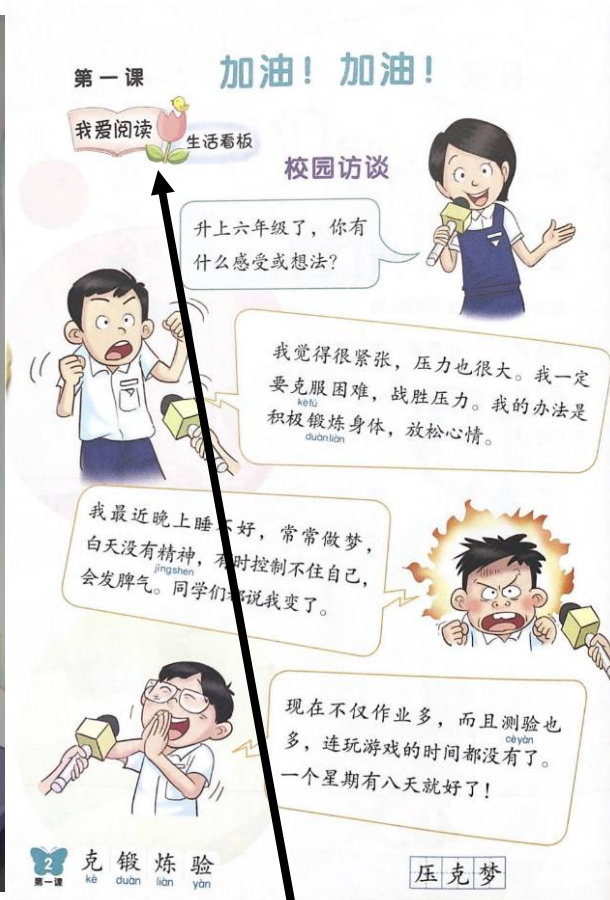 第一课
加油！加油！
我爱阅读
生活看板
校园访谈
升上六年级了，你有
什么感受或想法？
我觉得很紧张，压力也很大。我一定
要克服困难，战胜压力。我的办法是
kèfú
积极锻炼身体，放松心情。
duànliàn
我最近晚上睡不好，常常做梦，
白天没有精神，有时控制不住自己，
jīngshen
会发脾气。同学们都说我变了。
现在不仅作业多，而且测验也
cèyàn
多，连玩游戏的时间都没有了。
一个星期有八天就好了！
2
第一课
克 锻 炼 验
kè duàn liàn yàn
压 克 梦